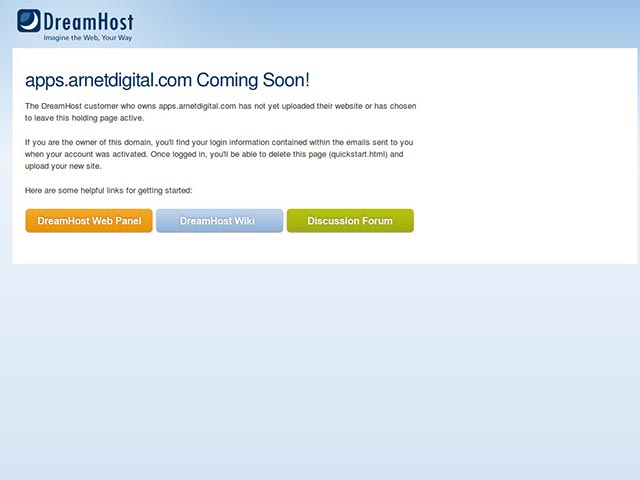 DreamHost
Imagine the Web, Your Way
apps.arnetdigital.com Coming Soon!
The DreamHost customer who owns apps.arnetdigital.com has not yet uploaded their website or has chosen
to leave this holding page active.
If you are the owner of this domain, you'll find your login information contained within the emails sent to you
when your account was activated. Once logged in, you'll be able to delete this page (quickstart.html) and
upload your new site.
Here are some helpful links for getting started:
DreamHost Web Panel
DreamHost Wiki
Discussion Forum